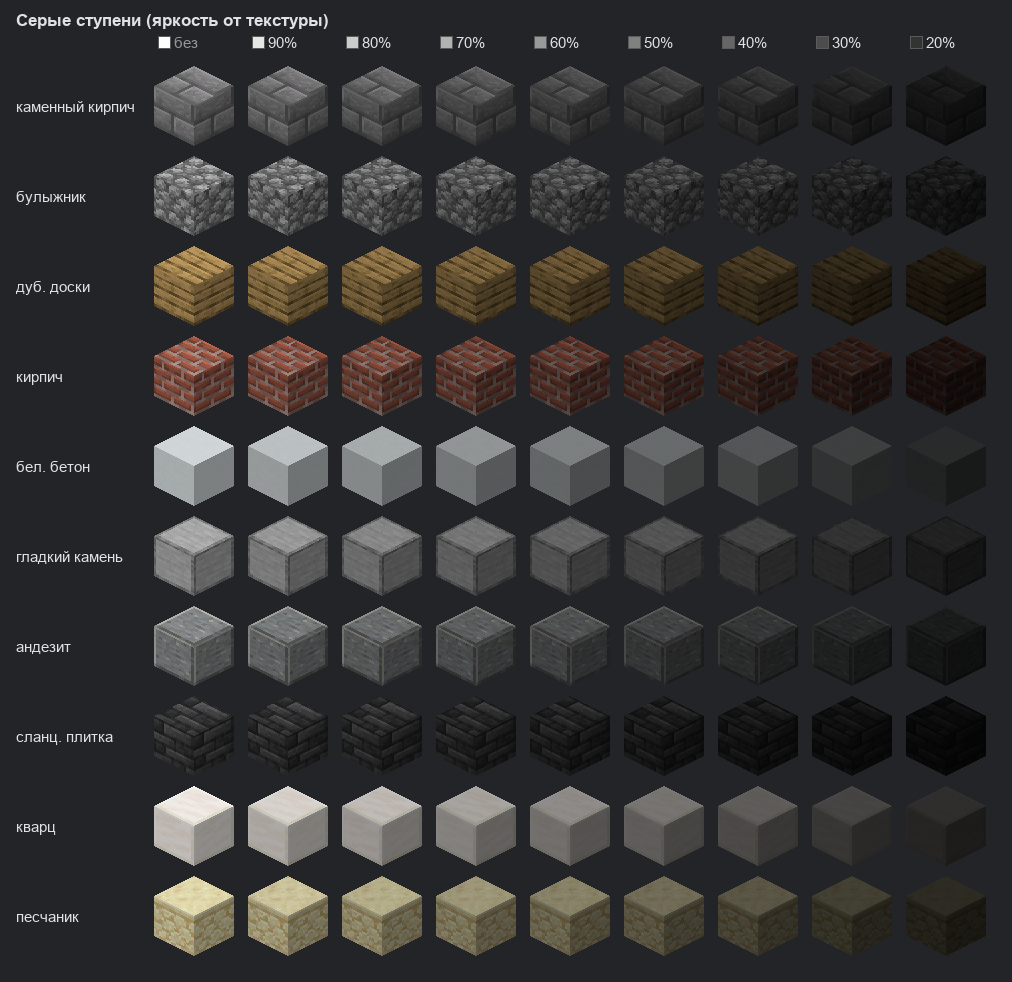 Серые ступени (яркость от текстуры)
без 90% 80% 70% 60% 50% 40% 30% 20%
каменный кирпич
булыжник
дуб. доски
кирпич
бел. бетон
гладкий камень
андезит
сланц. плитка
кварц
песчаник